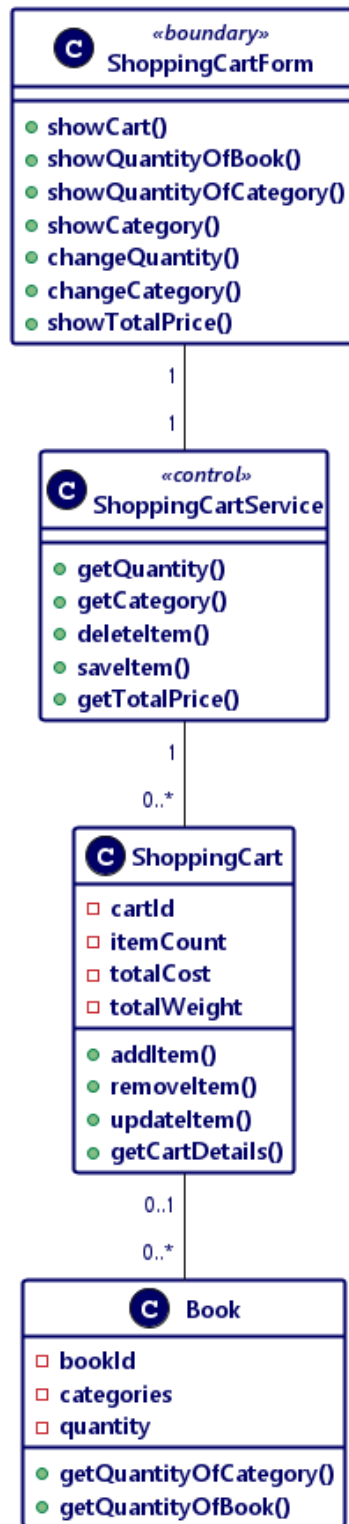 «boundary»
C ShoppingCartForm
showCart()
showQuantityOfBook()
showQuantityOfCategory()
showCategory()
changeQuantity()
changeCategory()
showTotalPrice()
1
1
«control»
C ShoppingCartService
getQuantity()
getCategory()
deleteItem()
saveItem()
getTotalPrice()
1
0..*
C ShoppingCart
cartId
itemCount
totalCost
totalWeight
addItem()
removeItem()
updateItem()
getCartDetails()
0..1
0..*
C Book
bookId
categories
quantity
getQuantityOfCategory()
getQuantityOfBook()